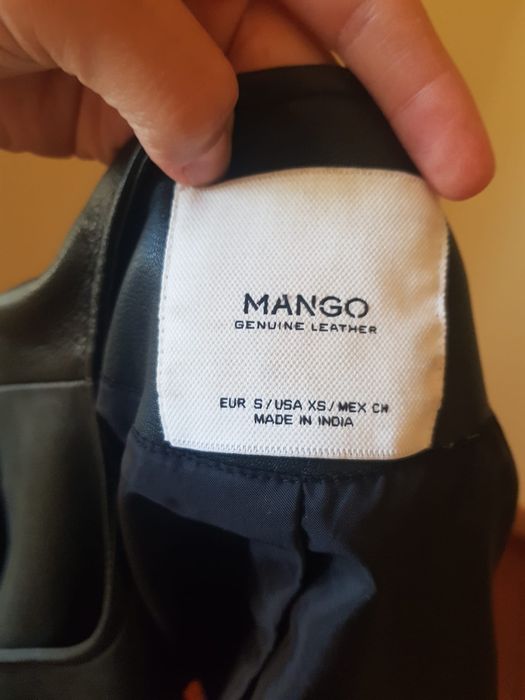 MANGO
GENUINE LEATHER
EUR S/USA XS/MEX CH
MADE IN INDIA